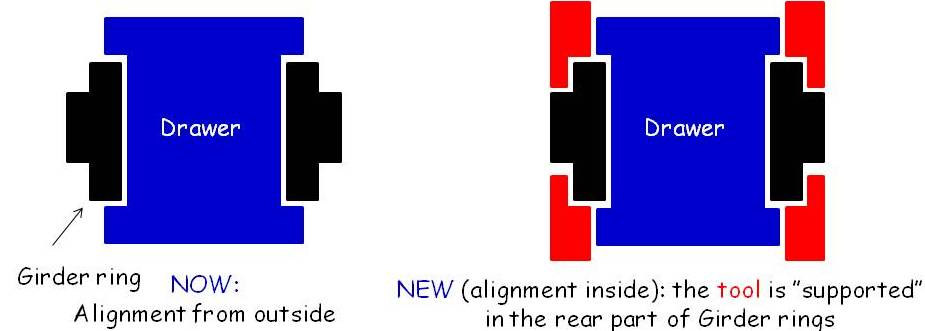 Drawer
Drawer
Girder ring
NOW:
Alignment from outside
NEW (alignment inside): the tool is "supported"
in the rear part of Girder rings